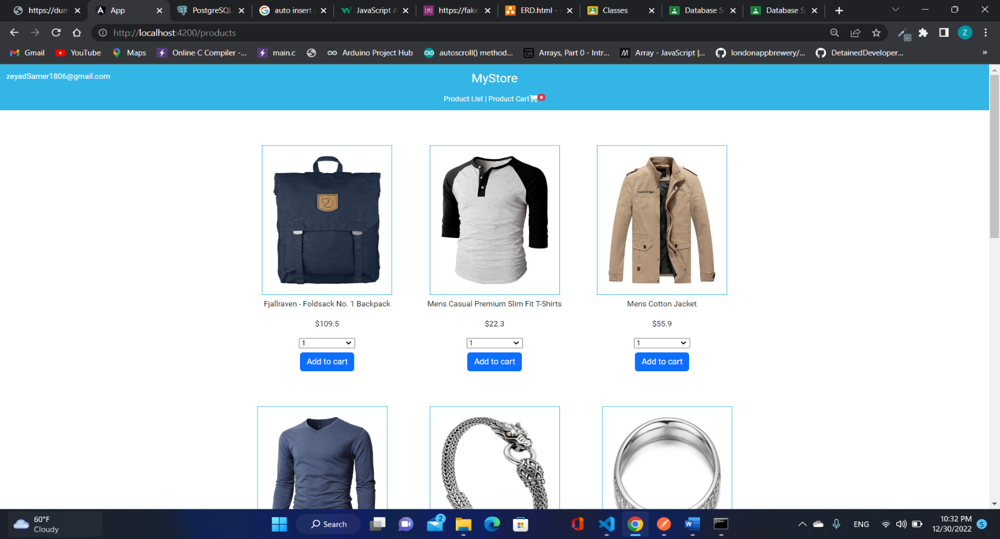 https://dum
App
PostgreSQL
auto insert
JavaScript A
https://fake
ERD.html -
Classes
Database S
Database S
http://localhost:4200/products
Z
Gmail
YouTube
Maps
Online C Compiler -...
main.c
Arduino Project Hub
autoscroll() method...
Arrays, Part 0 - Intr...
Array - JavaScript |...
londonappbrewery/...
DetainedDeveloper...
»
zeyadSamer1806@gmail.com
MyStore
Product List | Product Cart 0
Fjallraven - Foldsack No. 1 Backpack
Mens Casual Premium Slim Fit T-Shirts
Mens Cotton Jacket
$109.5
$22.3
$55.9
1
1
1
Add to cart
Add to cart
Add to cart
60°F
Cloudy
Search
2
ENG
10:32 PM
12/30/2022
5